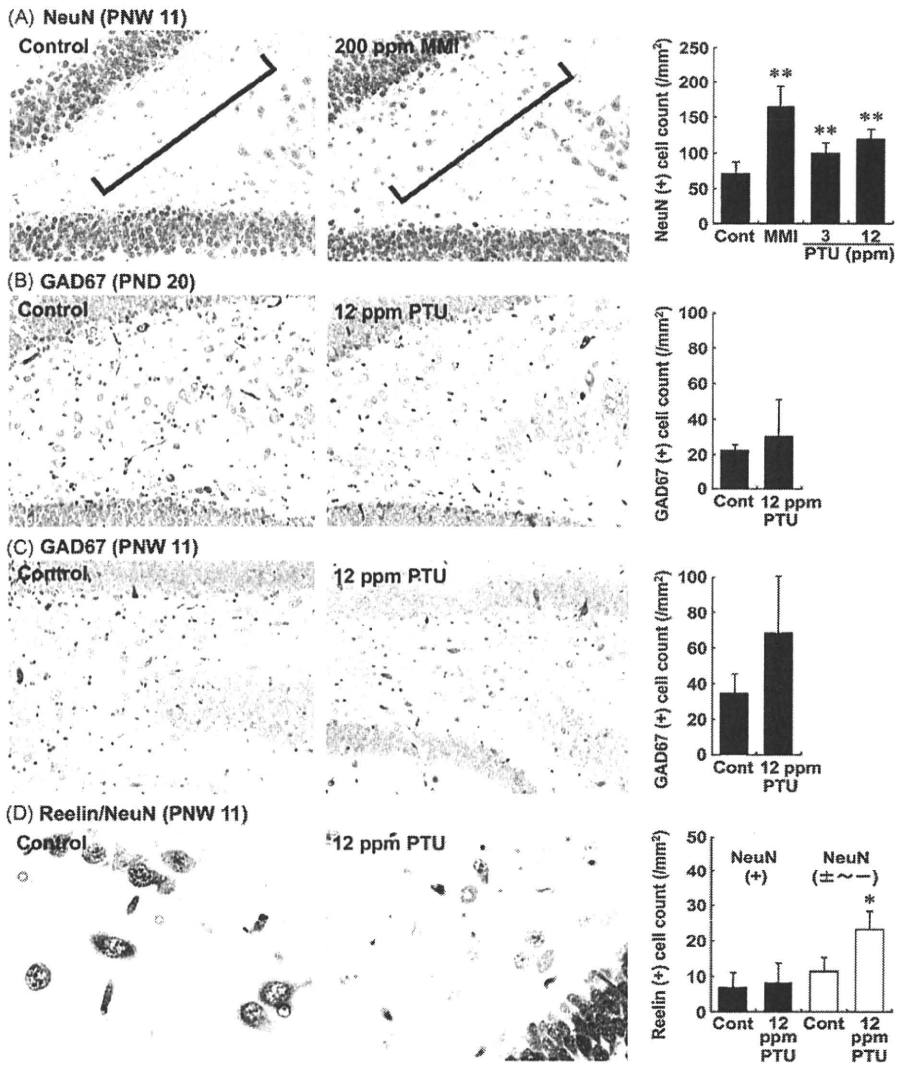 (A) NeuN (PNW 11)
Control
200 ppm MMI
NeuN (+) cell count (/mm²)
250
200
150
100
50
0
**
**
**
Cont MMI 3 12
PTU (ppm)
(B) GAD67 (PND 20)
Control
12 ppm PTU
GAD67 (+) cell count (/mm²)
100
80
60
40
20
0
Cont 12 ppm
PTU
(C) GAD67 (PNW 11)
Control
12 ppm PTU
GAD67 (+) cell count (/mm²)
100
80
60
40
20
0
Cont 12 ppm
PTU
(D) Reelin/NeuN (PNW 11)
Control
12 ppm PTU
Reelin (+) cell count (/mm²)
50
40
30
20
10
0
NeuN NeuN
(+) (±~−)
*
Cont 12 Cont 12
ppm ppm
PTU PTU